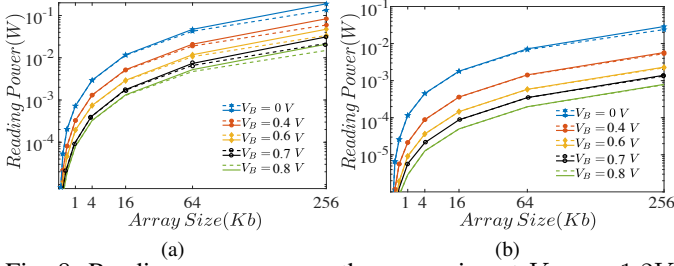 10^-1
10^-2
10^-3
10^-4
Reading Power(W)
V_B = 0 V
V_B = 0.4 V
V_B = 0.6 V
V_B = 0.7 V
V_B = 0.8 V
1 4 16 64 256
Array Size(Kb)
(a)
10^-1
10^-2
10^-3
10^-4
10^-5
Reading Power(W)
V_B = 0 V
V_B = 0.4 V
V_B = 0.6 V
V_B = 0.7 V
V_B = 0.8 V
1 4 16 64 256
Array Size(Kb)
(b)